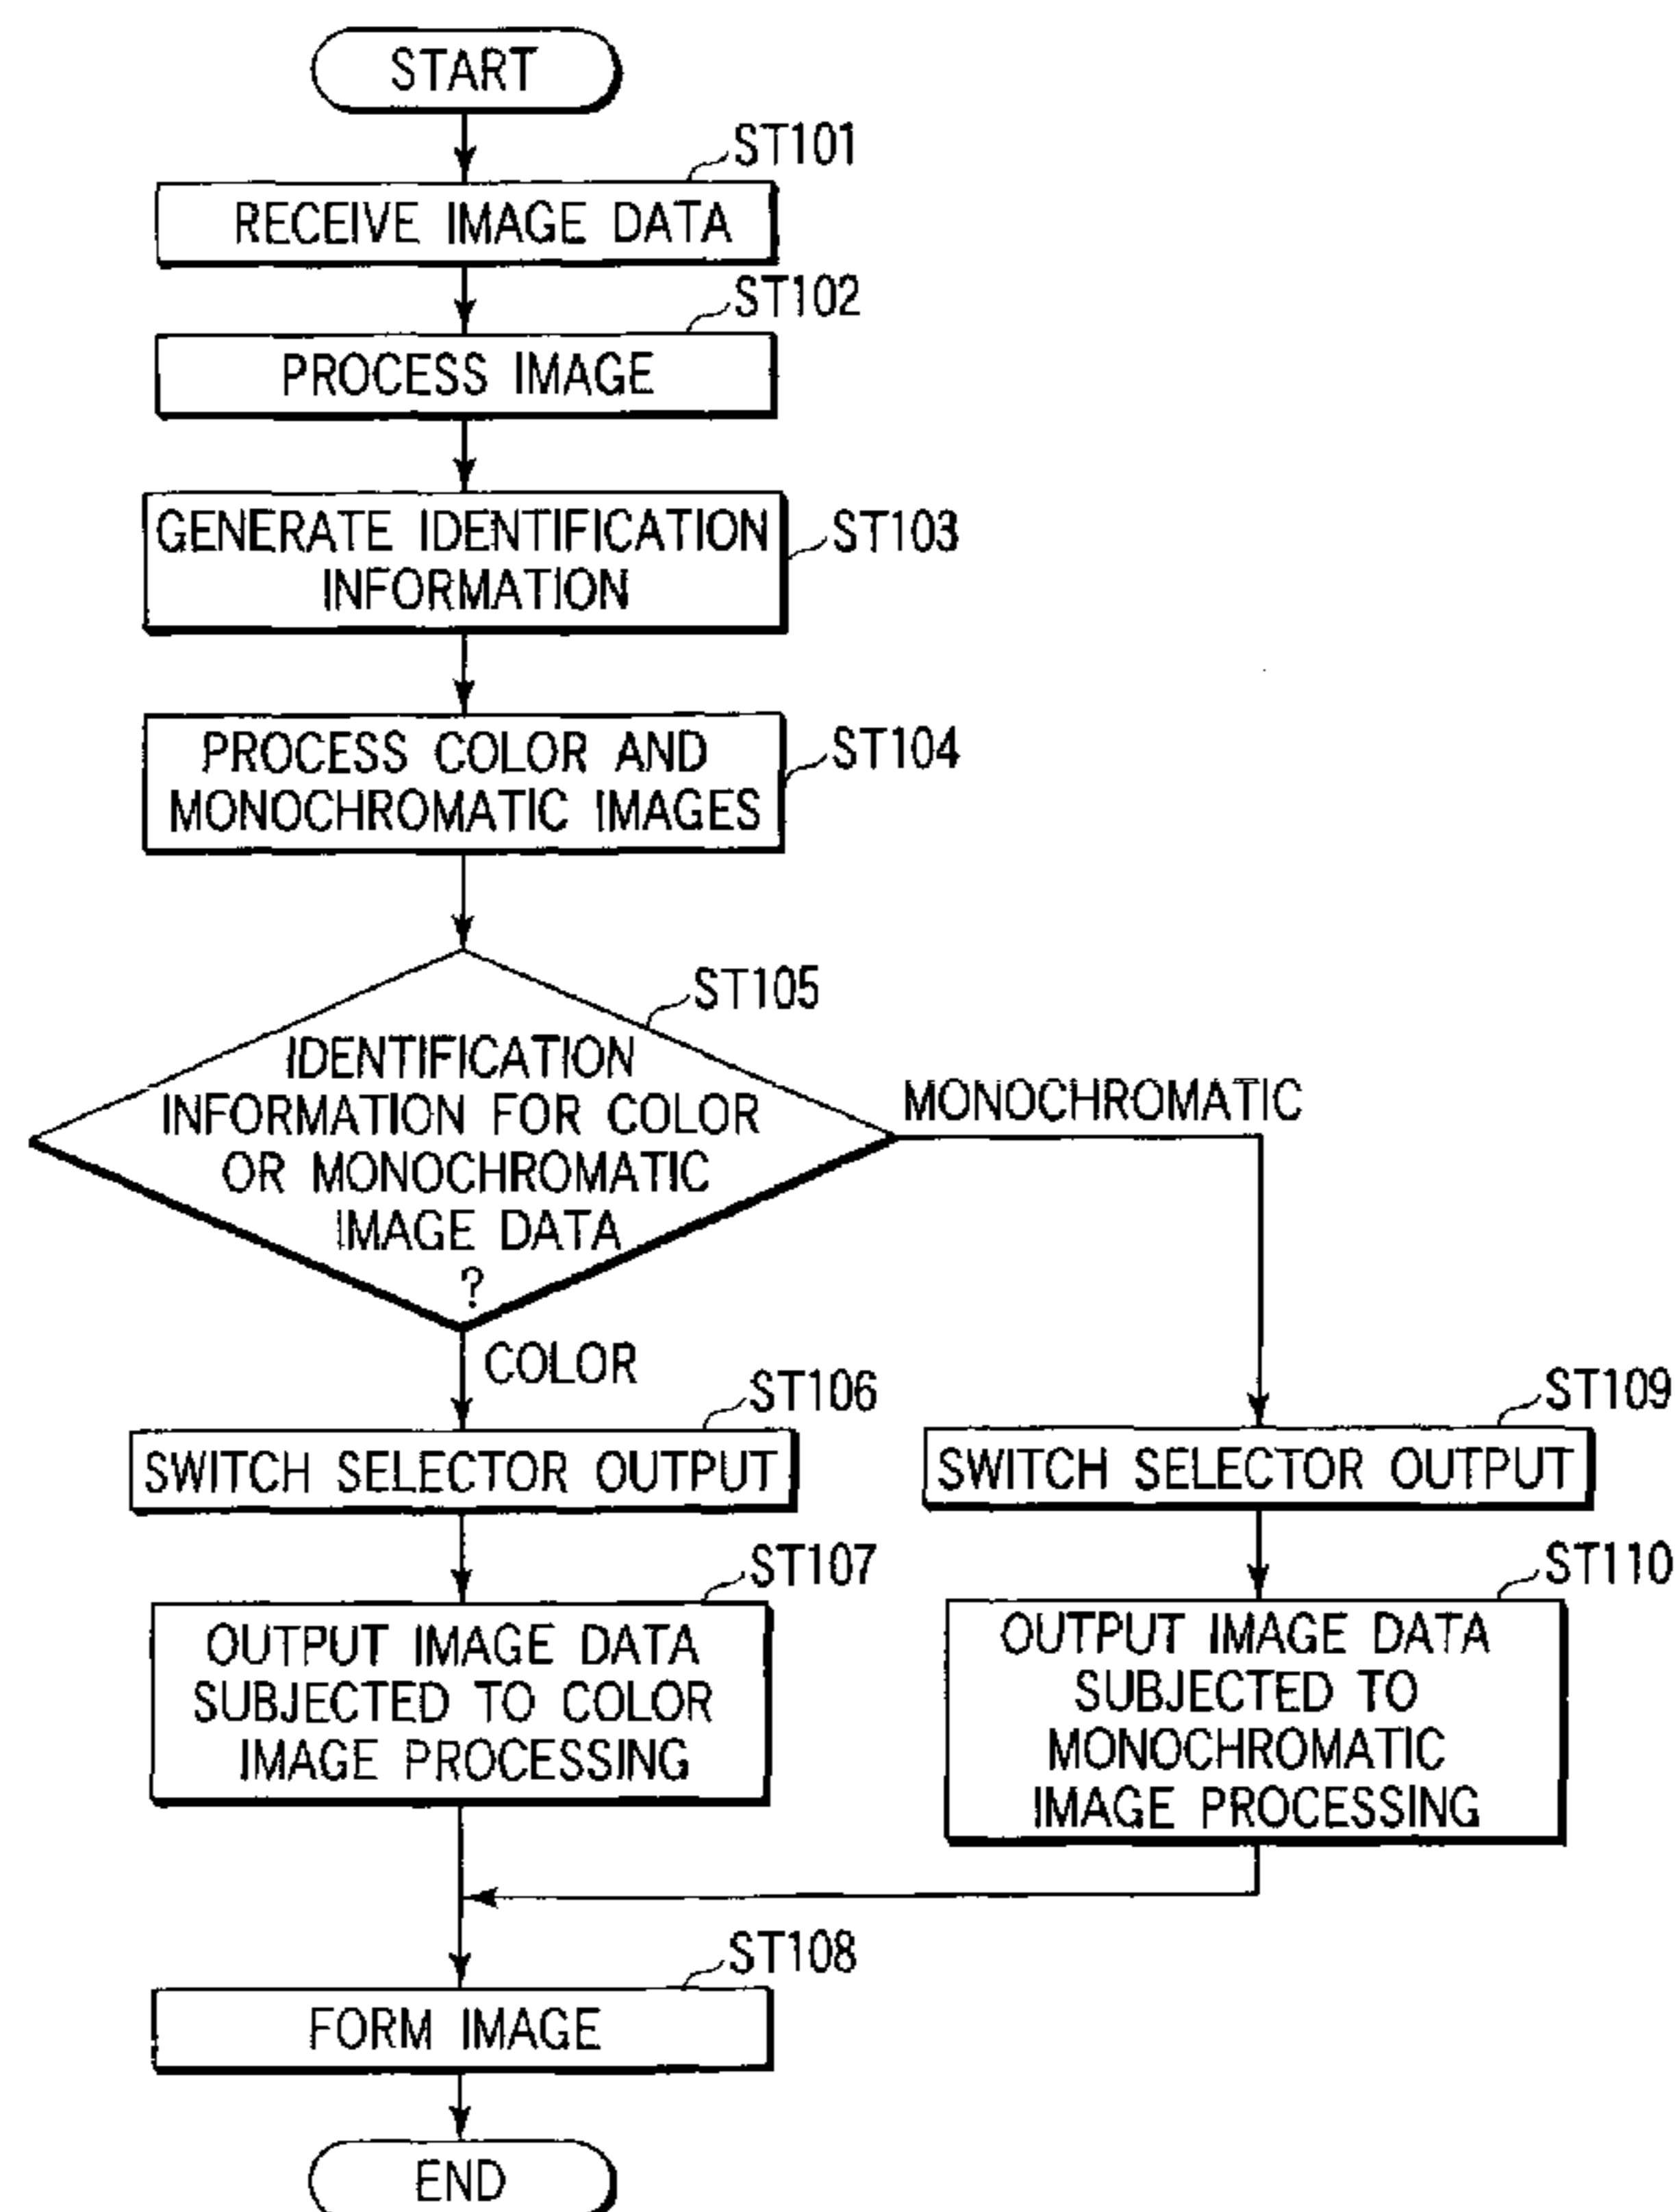 START
ST101
RECEIVE IMAGE DATA
ST102
PROCESS IMAGE
GENERATE IDENTIFICATION
INFORMATION
ST103
PROCESS COLOR AND
MONOCHROMATIC IMAGES
ST104
ST105
IDENTIFICATION
INFORMATION FOR COLOR
OR MONOCHROMATIC
IMAGE DATA
?
MONOCHROMATIC
COLOR
ST106
SWITCH SELECTOR OUTPUT
ST107
OUTPUT IMAGE DATA
SUBJECTED TO COLOR
IMAGE PROCESSING
ST109
SWITCH SELECTOR OUTPUT
ST110
OUTPUT IMAGE DATA
SUBJECTED TO
MONOCHROMATIC
IMAGE PROCESSING
ST108
FORM IMAGE
END